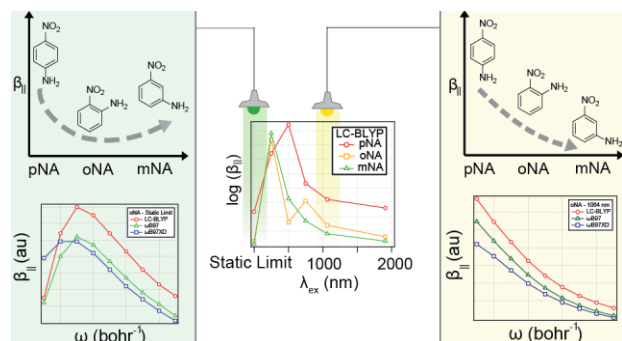 NO₂
NH₂
β||
NO₂
NH₂
NO₂
NH₂
pNA oNA mNA
oNA - Static Limit
LC-BLYP
ωB97
ωB97XD
β|| (au)
ω (bohr⁻¹)
LC-BLYP
pNA
oNA
mNA
log (β||)
Static Limit
1000
2000
λex (nm)
NO₂
NH₂
β||
NO₂
NH₂
NO₂
NH₂
pNA oNA mNA
oNA - 1064 nm
LC-BLYP
ωB97
ωB97XD
β|| (au)
ω (bohr⁻¹)